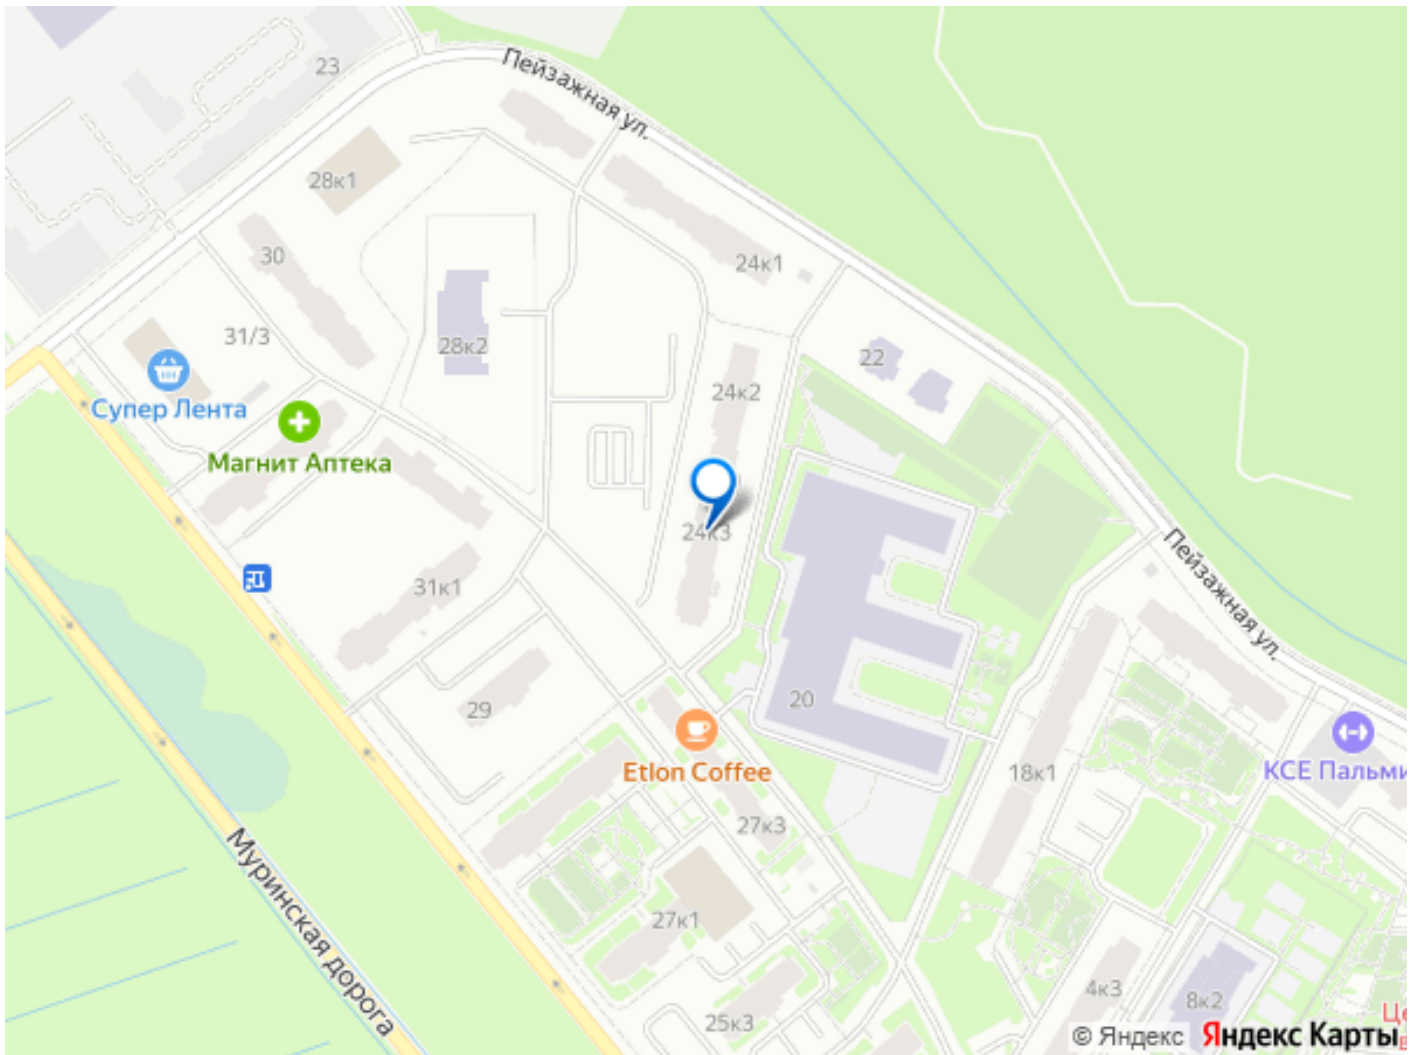 Пейзажная ул.
23
28к1
30
24к1
31/3
28к2
22
24к2
Супер Лента
Магнит Аптека
24к3
Пейзажная ул.
31к1
20
29
Etlon Coffee
18к1
КСЕ Пальми
27к3
Муринская дорога
27к1
4к3
8к2
25к3
Це
в
© Яндекс
Яндекс Карты